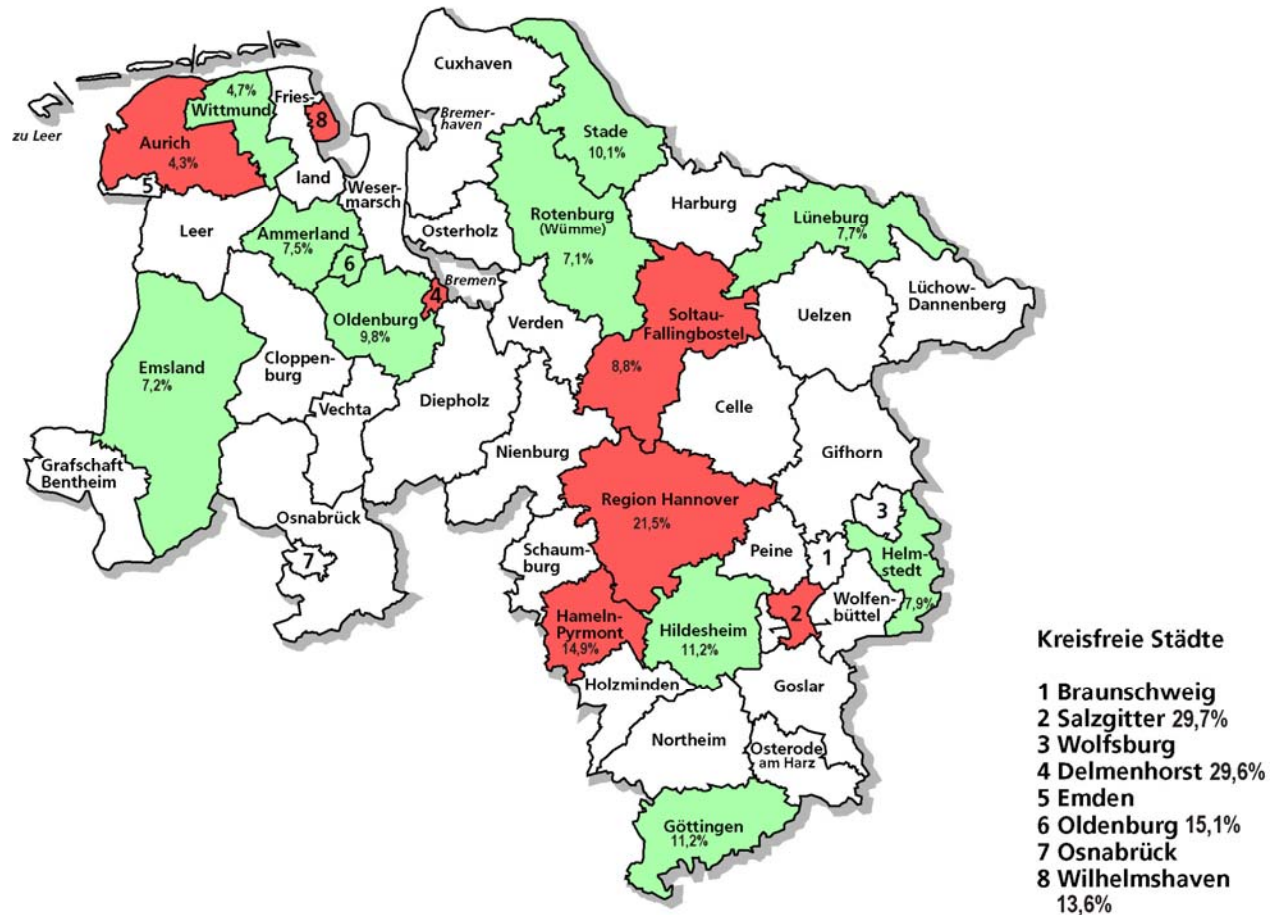 Cuxhaven
4,7%
Fries-
Wittmund
8
Bremer-
haven
zu Leer
Aurich
4,3%
Stade
10,1%
5
land
Weser-
marsch
Harburg
Rotenburg
(Wümme)
7,1%
Lüneburg
7,7%
Leer
Ammerland
7,5%
Osterholz
6
Bremen
4
Lüchow-
Dannenberg
Oldenburg
9,8%
Verden
Soltau-
Fallingbostel
8,8%
Uelzen
Emsland
7,2%
Cloppen-
burg
Vechta
Diepholz
Celle
Nienburg
Gifhorn
Grafschaft
Bentheim
Region Hannover
21,5%
Osnabrück
7
3
Schaum-
burg
Peine
1
Helm-
stedt
7,9%
Hameln-
Pyrmont
14,9%
Hildesheim
11,2%
2
Wolfen-
büttel
Holzminden
Goslar
Northeim
Osterode
am Harz
Göttingen
11,2%
Kreisfreie Städte
1 Braunschweig
2 Salzgitter 29,7%
3 Wolfsburg
4 Delmenhorst 29,6%
5 Emden
6 Oldenburg 15,1%
7 Osnabrück
8 Wilhelmshaven
13,6%